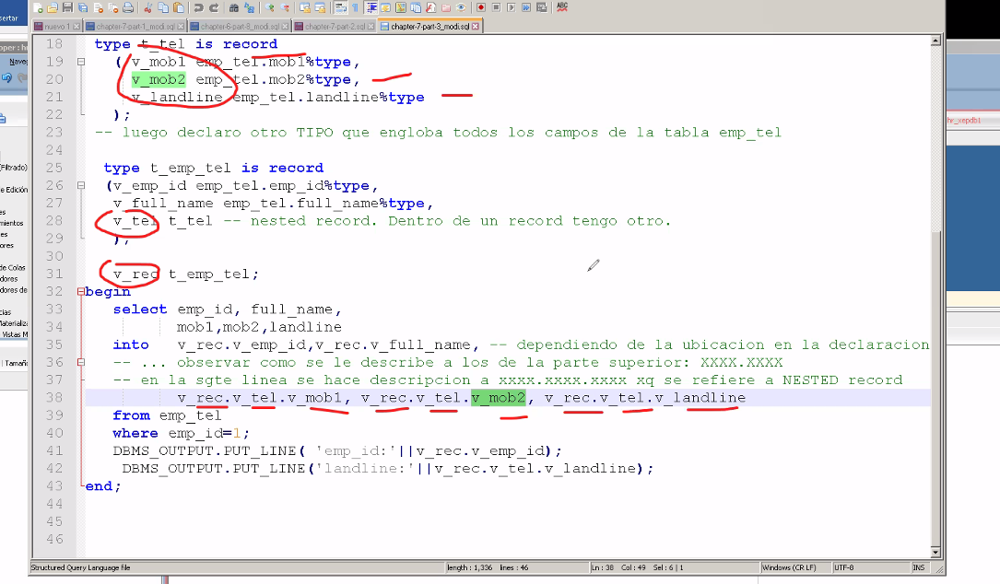 sertar
nuevo 1
chapter-7-part-1_modi.sql
chapter-6-part-8_modi.sql
chapter-7-part-2.sql
chapter-7-part-3_modi.sql
18 type t_tel is record
19 ( v_mob1 emp_tel.mob1%type,
20 v_mob2 emp_tel.mob2%type,
21 v_landline emp_tel.landline%type
22 );
23 -- luego declaro otro TIPO que engloba todos los campos de la tabla emp_tel
24
25 type t_emp_tel is record
26 (v_emp_id emp_tel.emp_id%type,
27 v_full_name emp_tel.full_name%type,
28 v_tel t_tel -- nested record. Dentro de un record tengo otro.
29 );
30
31 v_rec t_emp_tel;
32 begin
33 select emp_id, full_name,
34 mob1,mob2,landline
35 into v_rec.v_emp_id,v_rec.v_full_name, -- dependiendo de la ubicacion en la declaracion
36 -- ... observar como se le describe a los de la parte superior: XXXX.XXXX
37 -- en la sgte linea se hace descripcion a xxxx.xxxx.xxxx xq se refiere a NESTED record
38 v_rec.v_tel.v_mob1, v_rec.v_tel.v_mob2, v_rec.v_tel.v_landline
39 from emp_tel
40 where emp_id=1;
41 DBMS_OUTPUT.PUT_LINE( 'emp_id:'||v_rec.v_emp_id);
42 DBMS_OUTPUT.PUT_LINE('landline:'||v_rec.v_tel.v_landline);
43 end;
44
45
46
Structured Query Language file
length : 1,336 lines : 46
Ln : 38 Col : 49 Sel : 6 | 1
Windows (CR LF)
UTF-8
INS
oper : he
Nave
(Filtrado)
de Edición
mientos
es
ores
de Colas
dores
dores de
cias
Materializa
Vistas M
Tamaño
hr_xepdb1